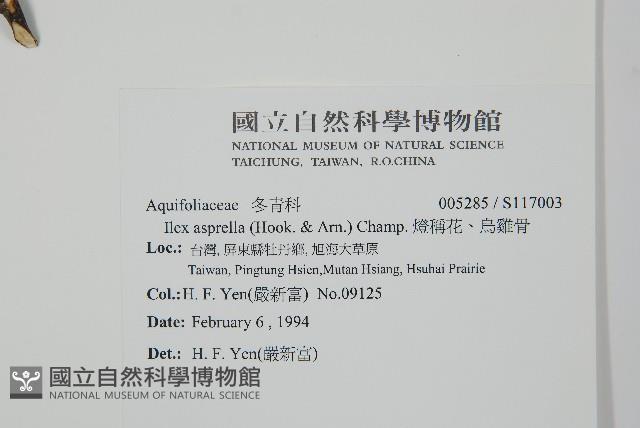 國立自然科學博物館
NATIONAL MUSEUM OF NATURAL SCIENCE
TAICHUNG, TAIWAN, R.O.CHINA
Aquifoliaceae 冬青科 005285 / S117003
Ilex asprella (Hook. & Arn.) Champ. 燈稱花、烏雞骨
Loc.: 台灣, 屏東縣牡丹鄉, 旭海大草原
Taiwan, Pingtung Hsien,Mutan Hsiang, Hsuhai Prairie
Col.:H. F. Yen(嚴新富) No.09125
Date: February 6 , 1994
Det.: H. F. Yen(嚴新富)
國立自然科學博物館
NATIONAL MUSEUM OF NATURAL SCIENCE